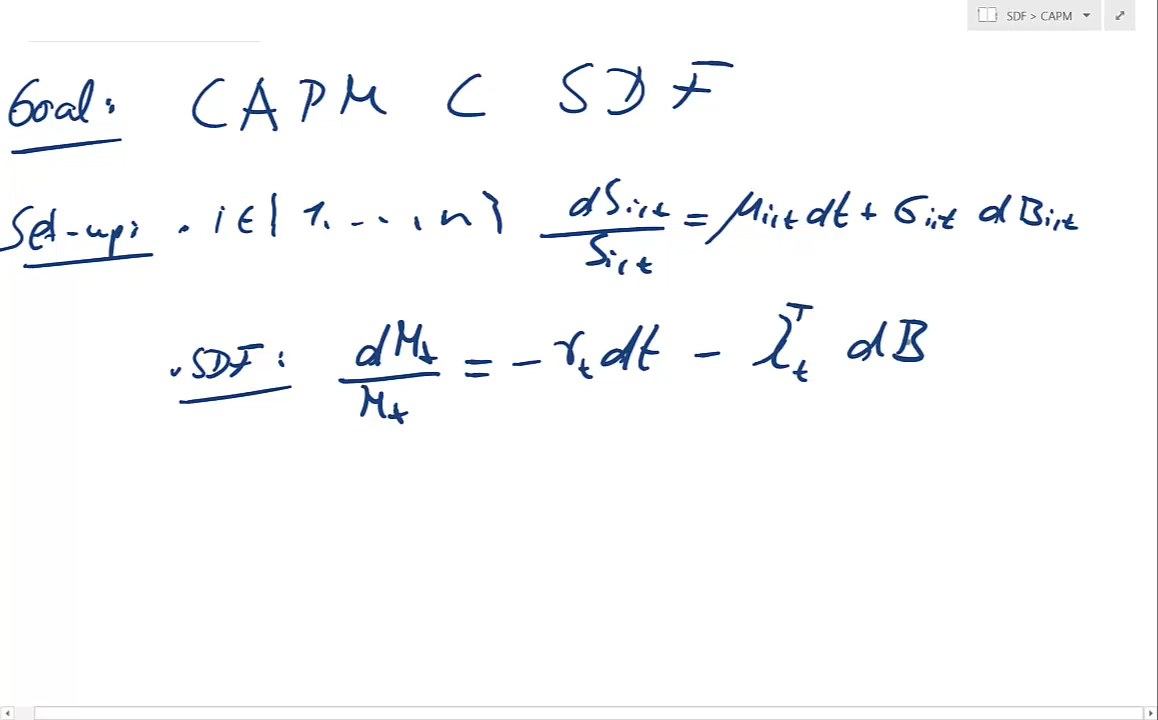 SDF > CAPM
Goal: CAPM ⊂ SDF
Set-up: · i∈{1,...,n} dS_{i,t}/S_{i,t} = μ_{i,t} dt + σ_{i,t} dB_{i,t}
· SDF: dM_t/M_t = -r_t dt - λ_t^T dB